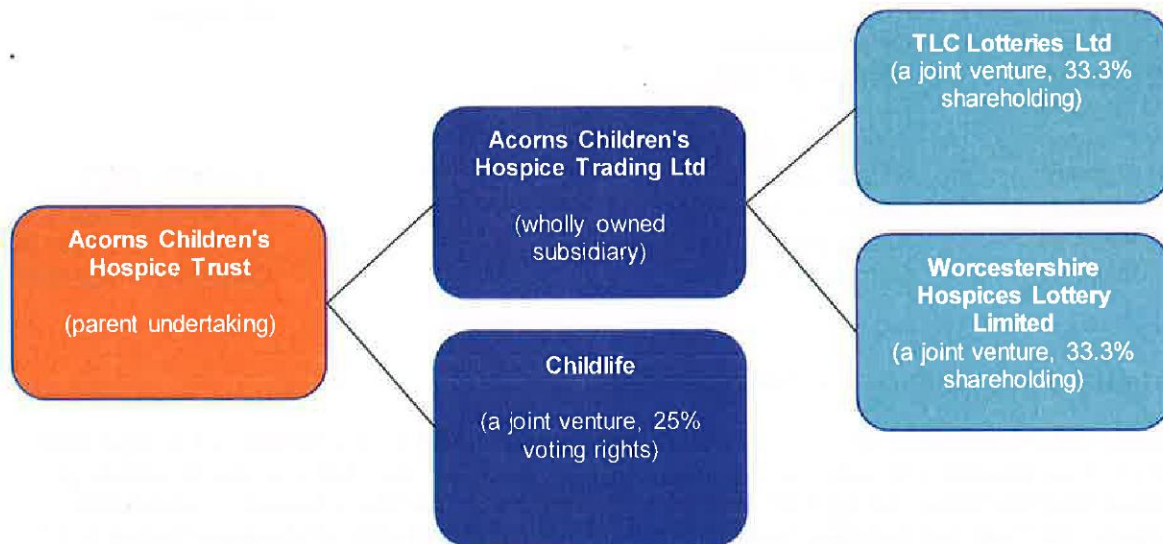 Acorns Children's
Hospice Trust
(parent undertaking)
Acorns Children's
Hospice Trading Ltd
(wholly owned
subsidiary)
Childlife
(a joint venture, 25%
voting rights)
TLC Lotteries Ltd
(a joint venture, 33.3%
shareholding)
Worcestershire
Hospices Lottery
Limited
(a joint venture, 33.3%
shareholding)